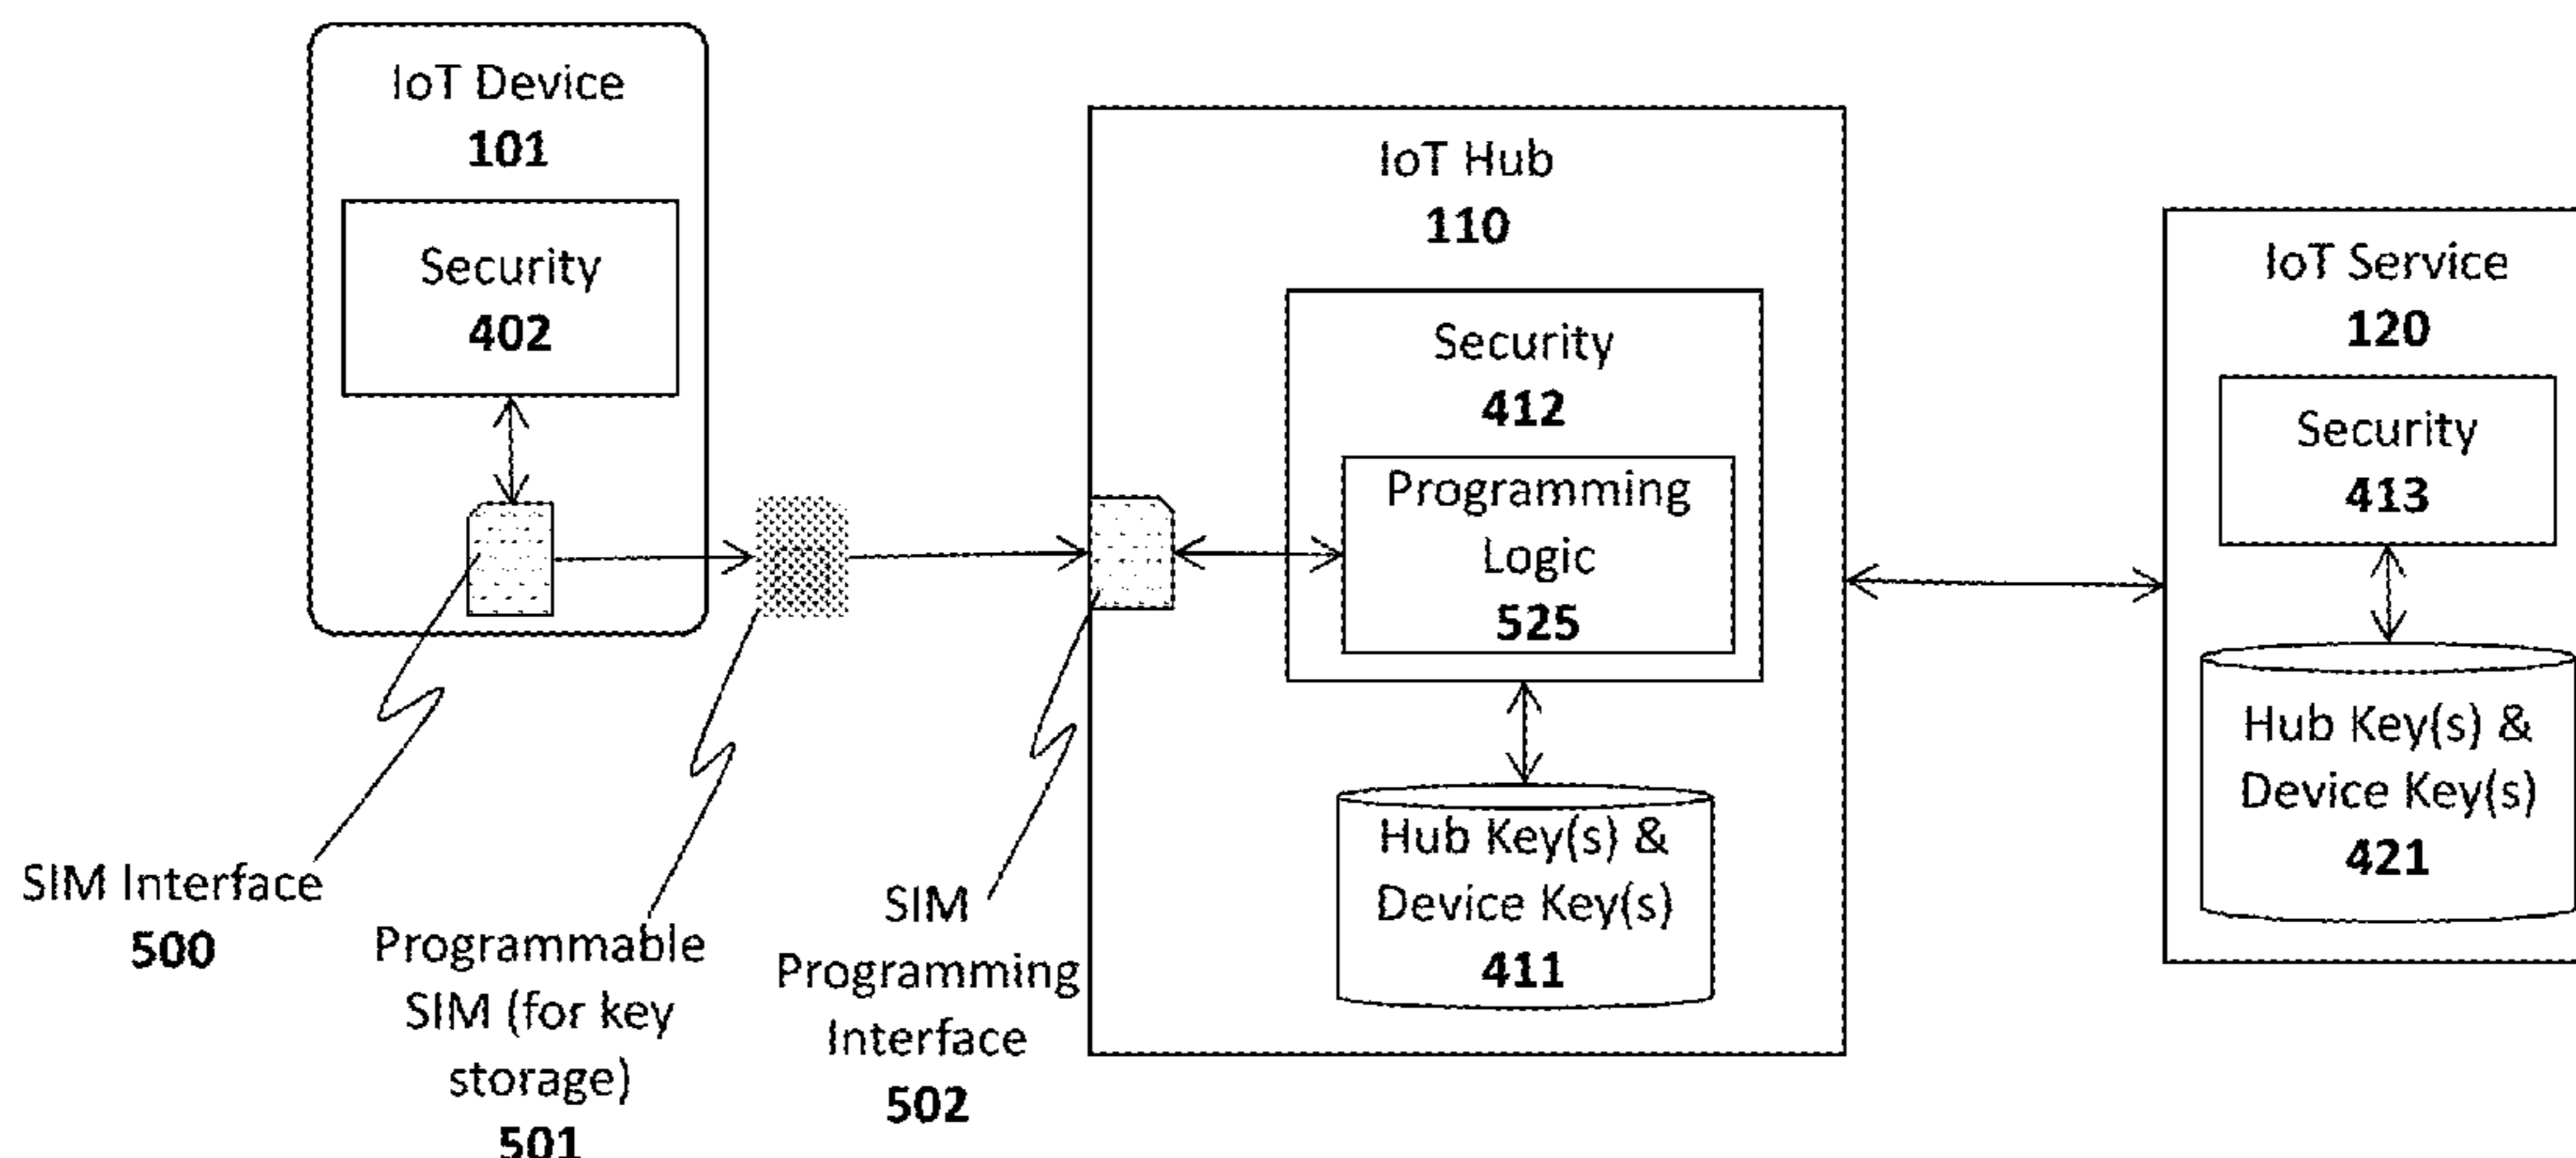 IoT Device
101
Security
402
IoT Hub
110
Security
412
Programming
Logic
525
Hub Key(s) &
Device Key(s)
411
IoT Service
120
Security
413
Hub Key(s) &
Device Key(s)
421
SIM Interface
500
Programmable
SIM (for key
storage)
501
SIM
Programming
Interface
502